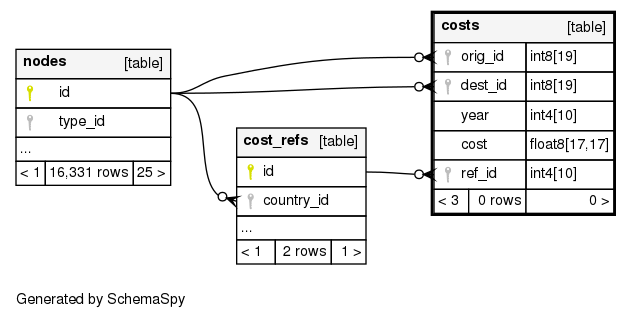 costs [table]
orig_id int8[19]
dest_id int8[19]
year int4[10]
cost float8[17,17]
ref_id int4[10]
< 3 0 rows 0 >
nodes [table]
id
type_id
...
< 1 16,331 rows 25 >
cost_refs [table]
id
country_id
...
< 1 2 rows 1 >
Generated by SchemaSpy